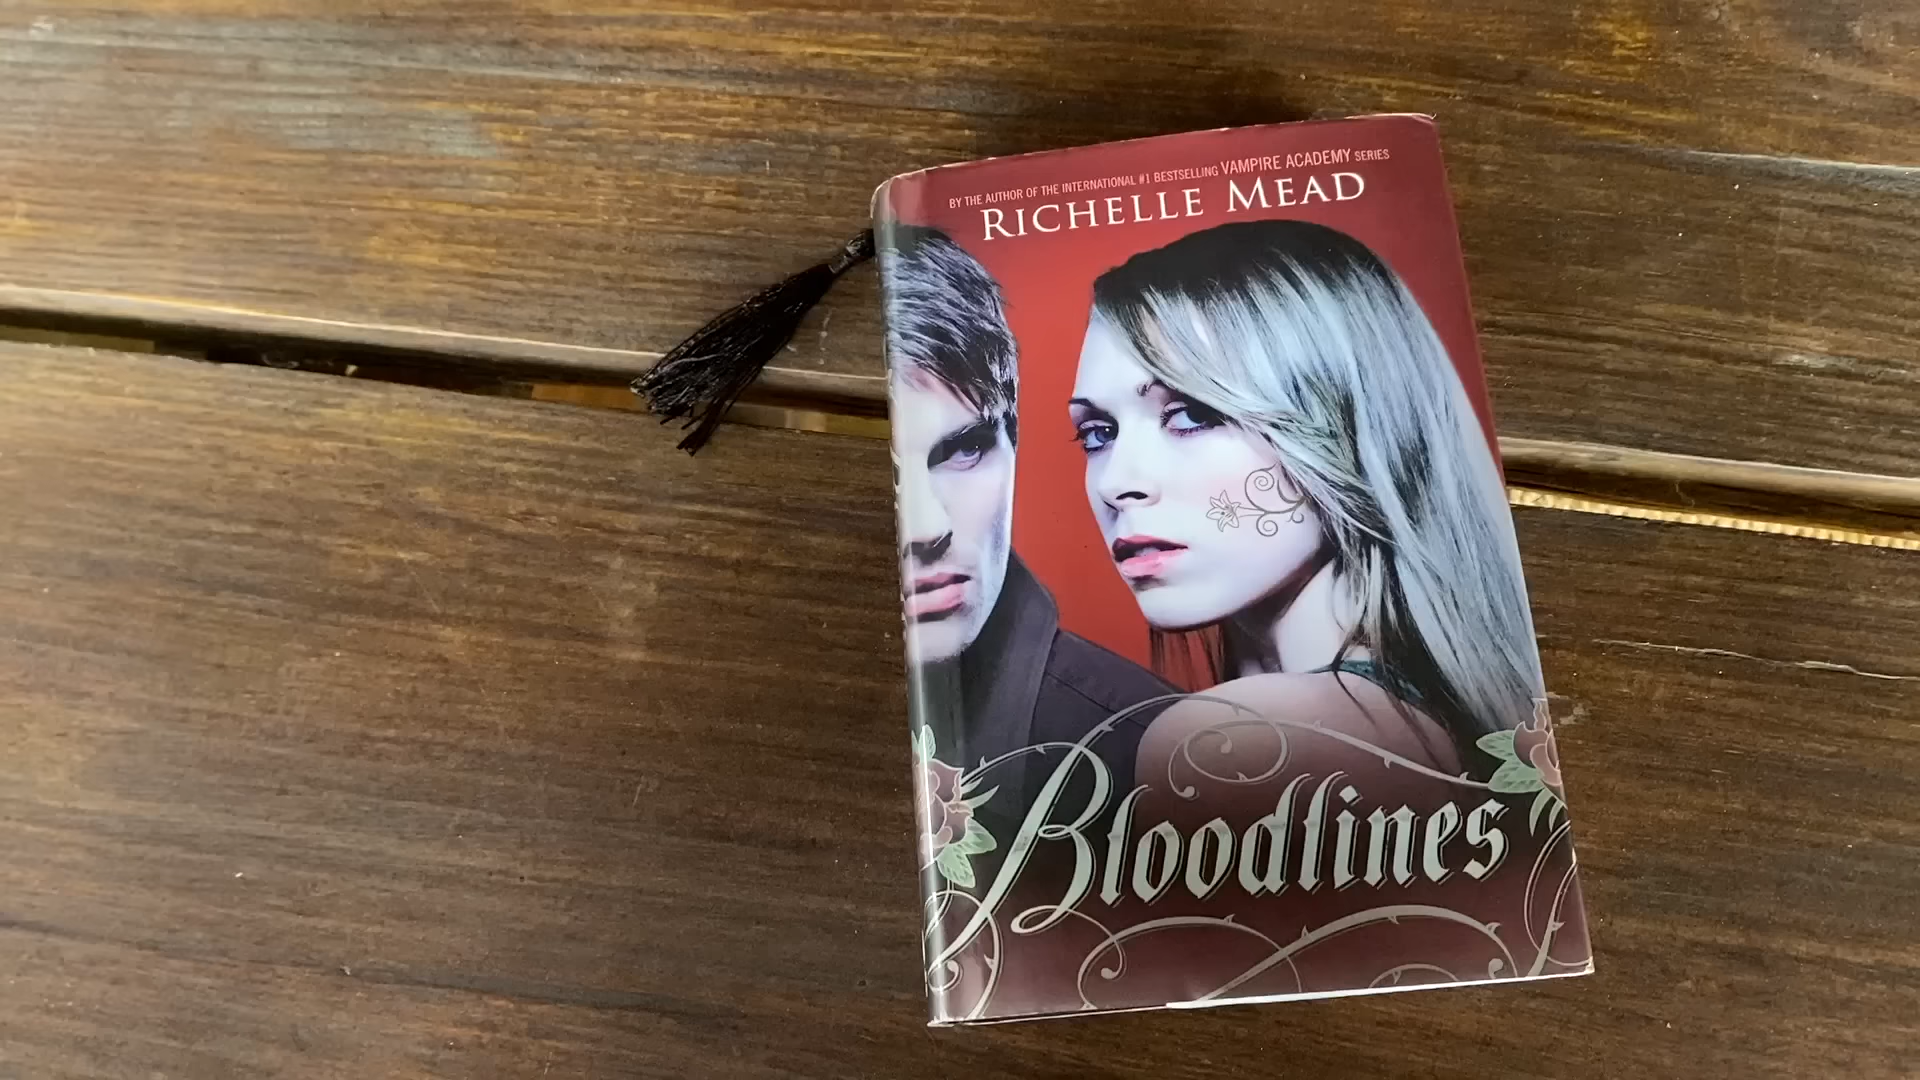 BY THE AUTHOR OF THE INTERNATIONAL #1 BESTSELLING VAMPIRE ACADEMY SERIES
RICHELLE MEAD
Bloodlines